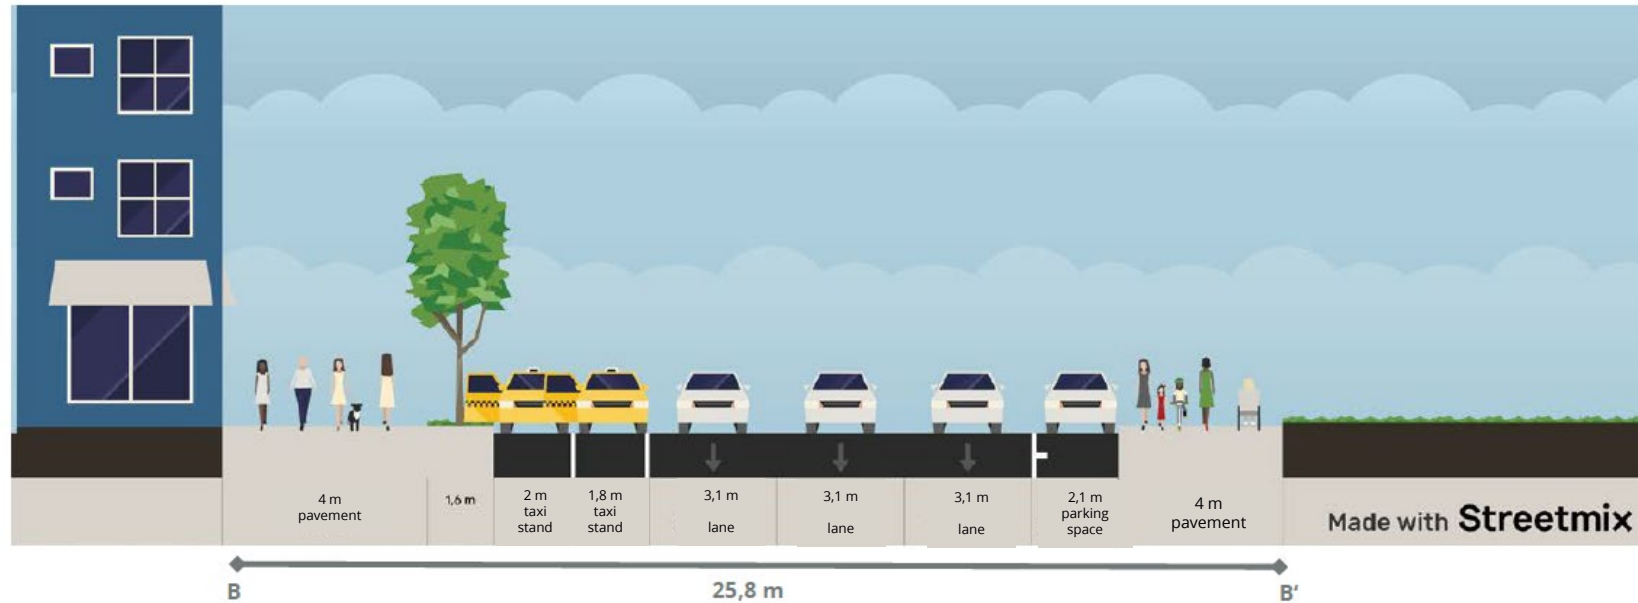 4 m
pavement
1,6 m
2 m
taxi
stand
1,8 m
taxi
stand
3,1 m
lane
3,1 m
lane
3,1 m
lane
2,1 m
parking
space
4 m
pavement
Made with Streetmix
B
25,8 m
B'